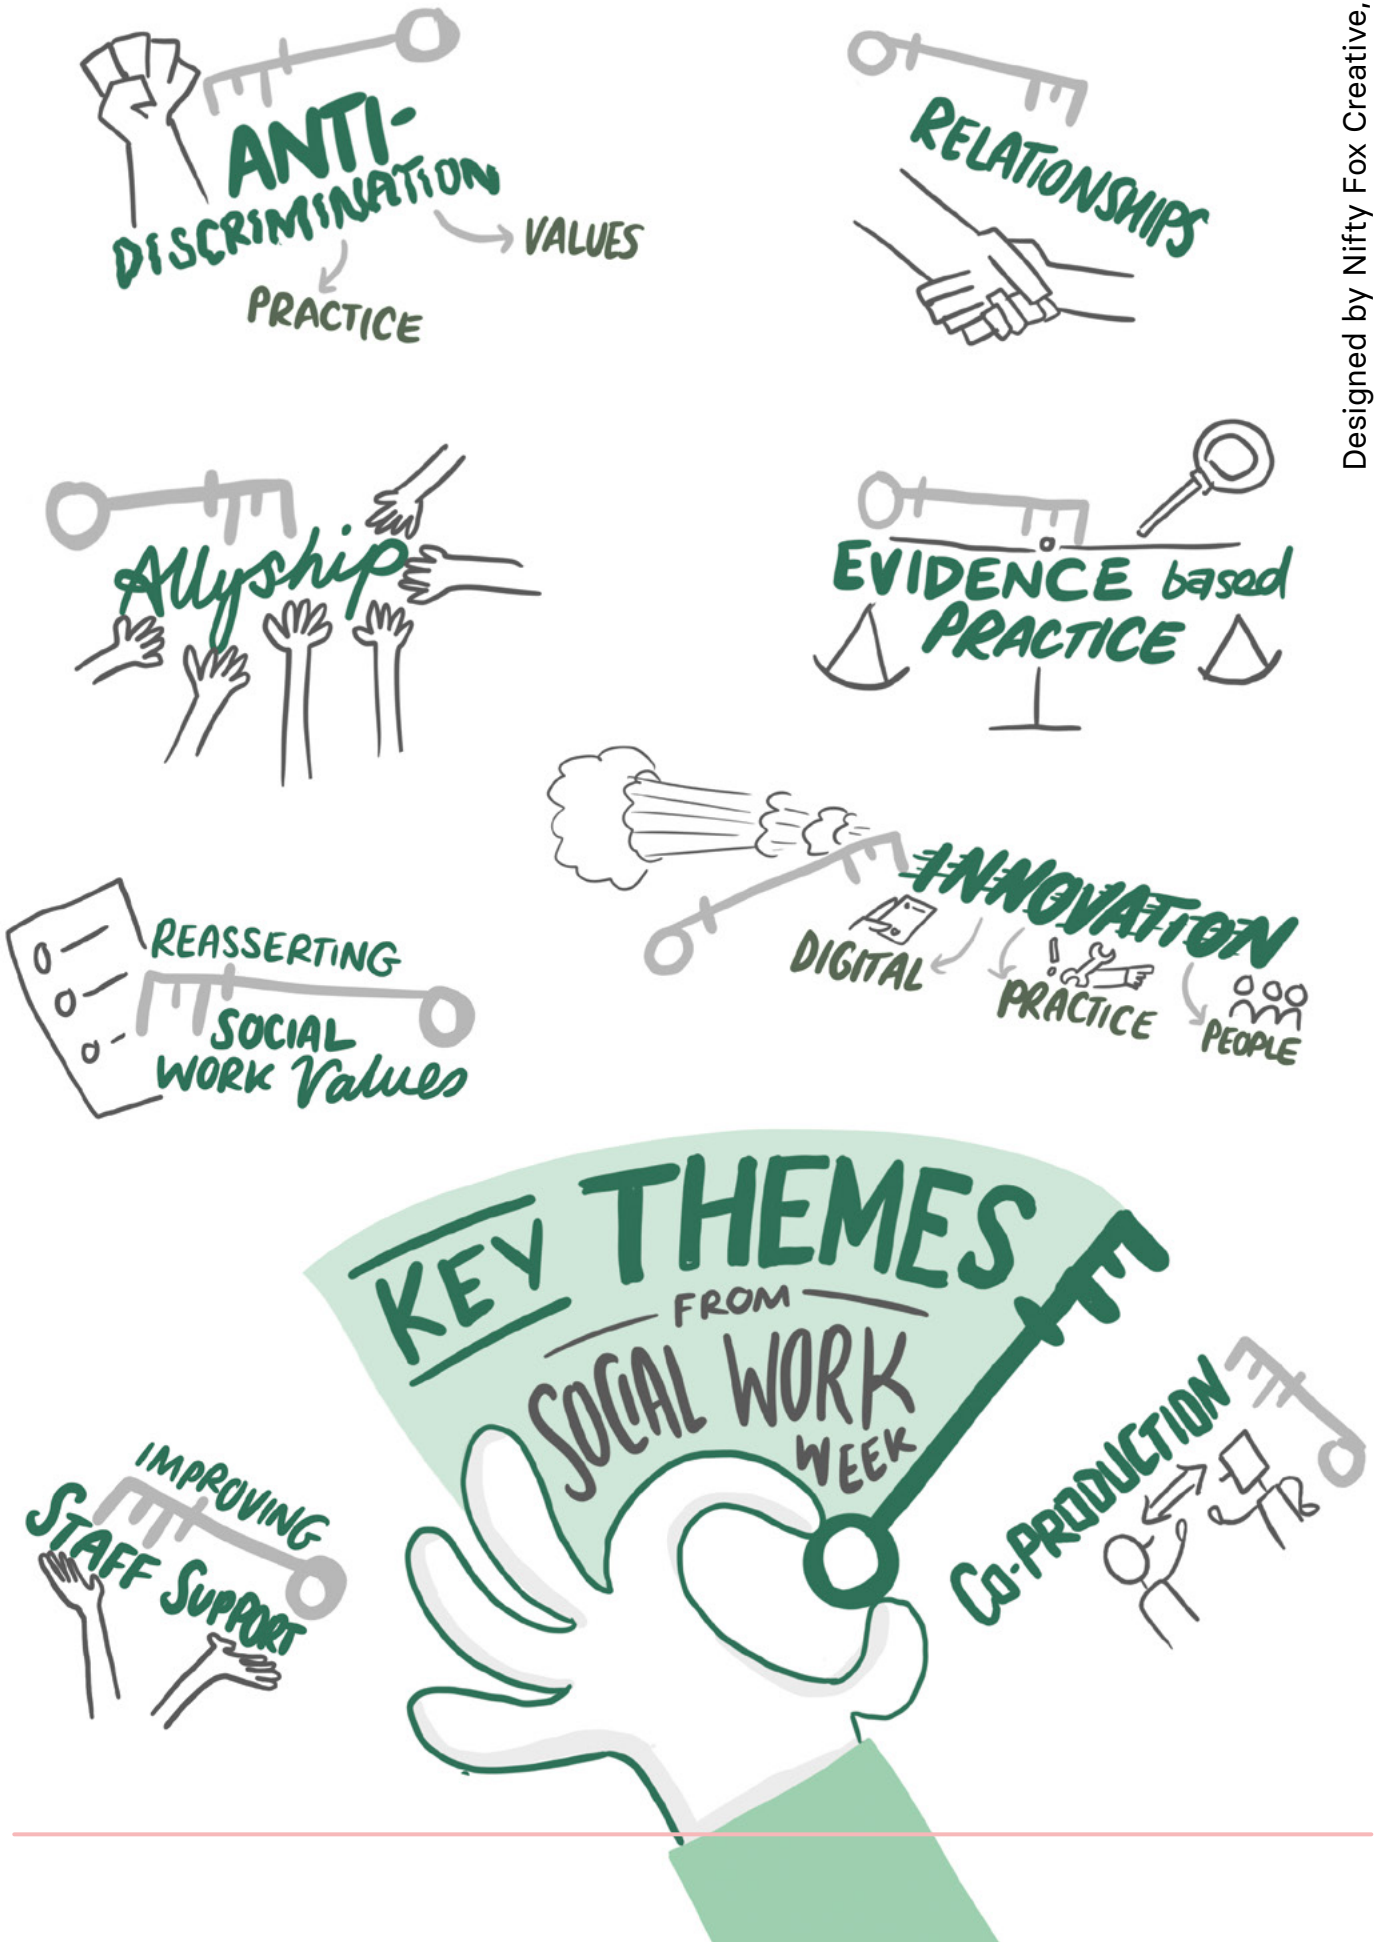 ANTI-
DISCRIMINATION
VALUES
PRACTICE
RELATIONSHIPS
Designed by Nifty Fox Creative,
Allyship
EVIDENCE based
PRACTICE
INNOVATION
DIGITAL
PRACTICE
PEOPLE
REASSERTING
SOCIAL
WORK Values
KEY THEMES
FROM
SOCIAL WORK
WEEK
IMPROVING
STAFF SUPPORT
CO-PRODUCTION